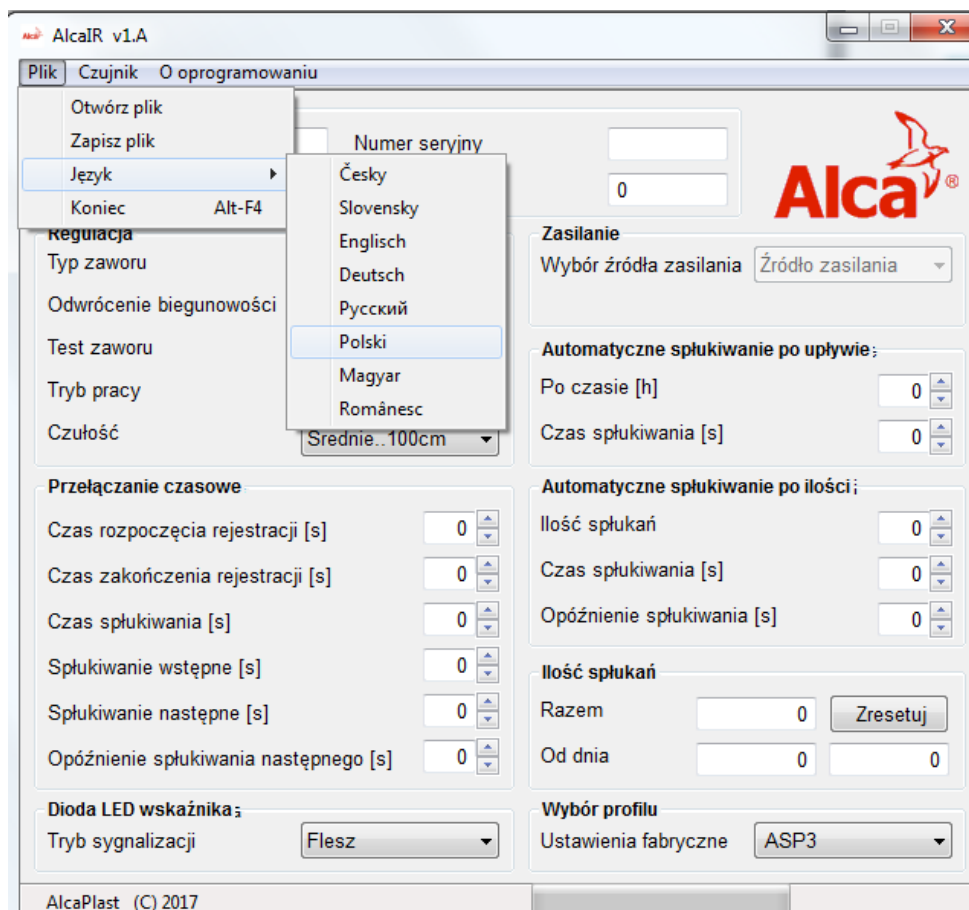 AlcaIR v1.A
Plik Czujnik O oprogramowaniu
Otwórz plik
Zapisz plik
Język
Koniec Alt-F4
Česky
Slovensky
Englisch
Deutsch
Русский
Polski
Magyar
Românesc
Numer seryjny
0
Alca®
Regulacja
Typ zaworu
Odwrócenie biegunowości
Test zaworu
Tryb pracy
Czułość Srednie..100cm
Przełączanie czasowe
Czas rozpoczęcia rejestracji [s] 0
Czas zakończenia rejestracji [s] 0
Czas spłukiwania [s] 0
Spłukiwanie wstępne [s] 0
Spłukiwanie następne [s] 0
Opóźnienie spłukiwania następnego [s] 0
Dioda LED wskaźnika
Tryb sygnalizacji Flesz
Zasilanie
Wybór źródła zasilania Źródło zasilania
Automatyczne spłukiwanie po upływie
Po czasie [h] 0
Czas spłukiwania [s] 0
Automatyczne spłukiwanie po ilości
Ilość spłukań 0
Czas spłukiwania [s] 0
Opóźnienie spłukiwania [s] 0
Ilość spłukań
Razem 0 Zresetuj
Od dnia 0 0
Wybór profilu
Ustawienia fabryczne ASP3
AlcaPlast (C) 2017